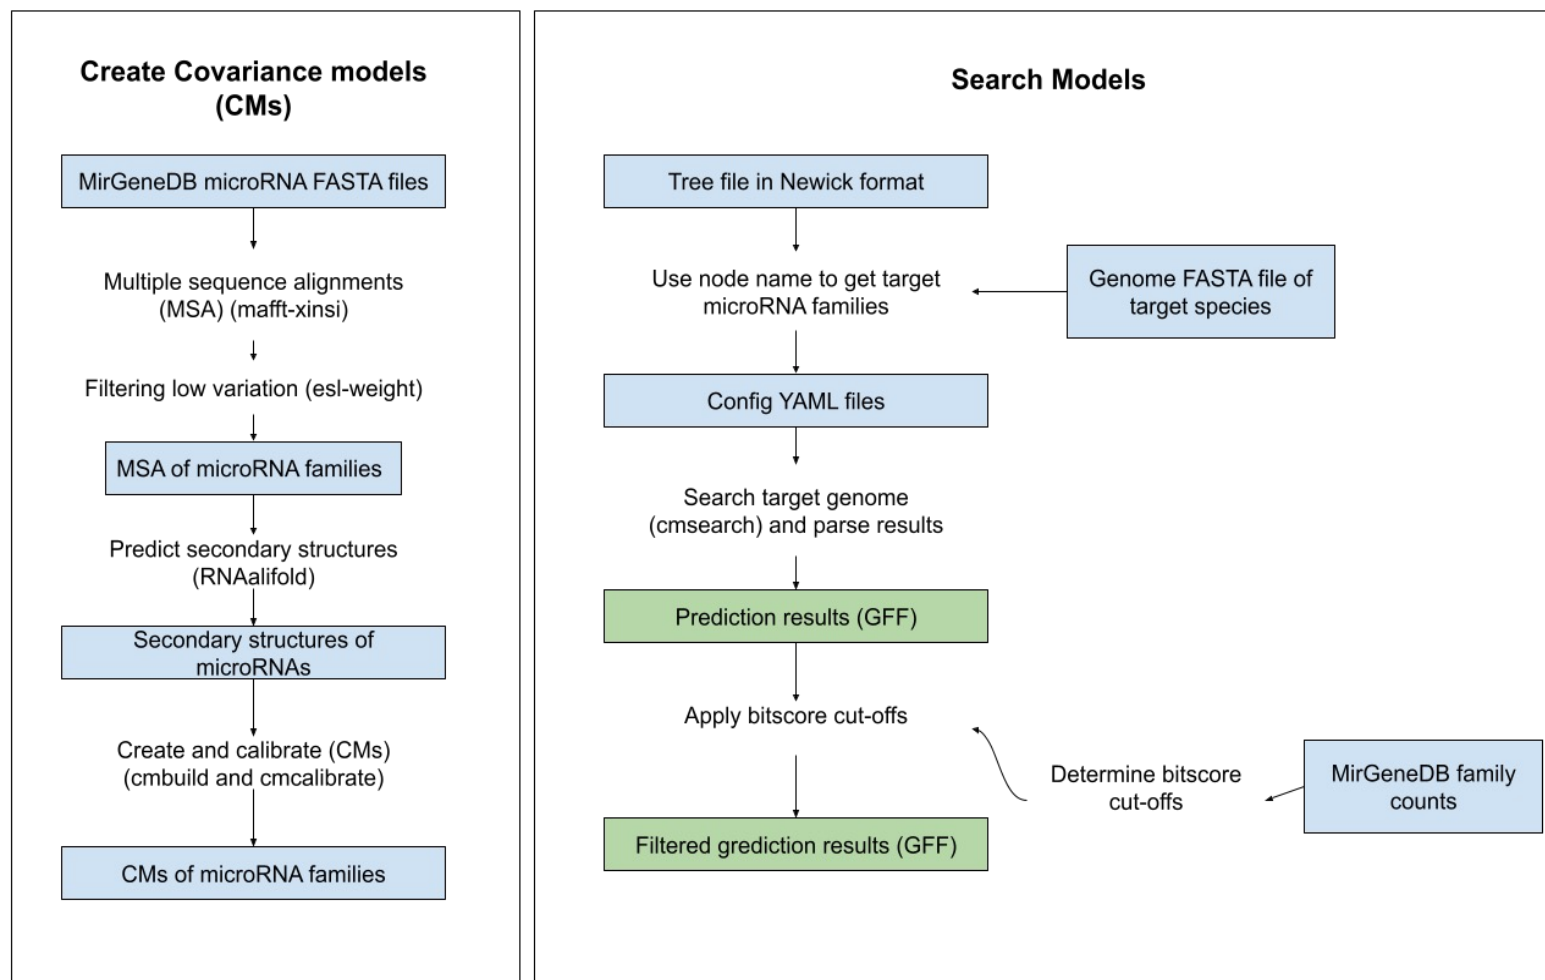 Create Covariance models
(CMs)
MirGeneDB microRNA FASTA files
Multiple sequence alignments
(MSA) (mafft-xinsi)
Filtering low variation (esl-weight)
MSA of microRNA families
Predict secondary structures
(RNAalifold)
Secondary structures of
microRNAs
Create and calibrate (CMs)
(cmbuild and cmcalibrate)
CMs of microRNA families
Search Models
Tree file in Newick format
Use node name to get target
microRNA families
Genome FASTA file of
target species
Config YAML files
Search target genome
(cmsearch) and parse results
Prediction results (GFF)
Apply bitscore cut-offs
Determine bitscore
cut-offs
MirGeneDB family
counts
Filtered grediction results (GFF)